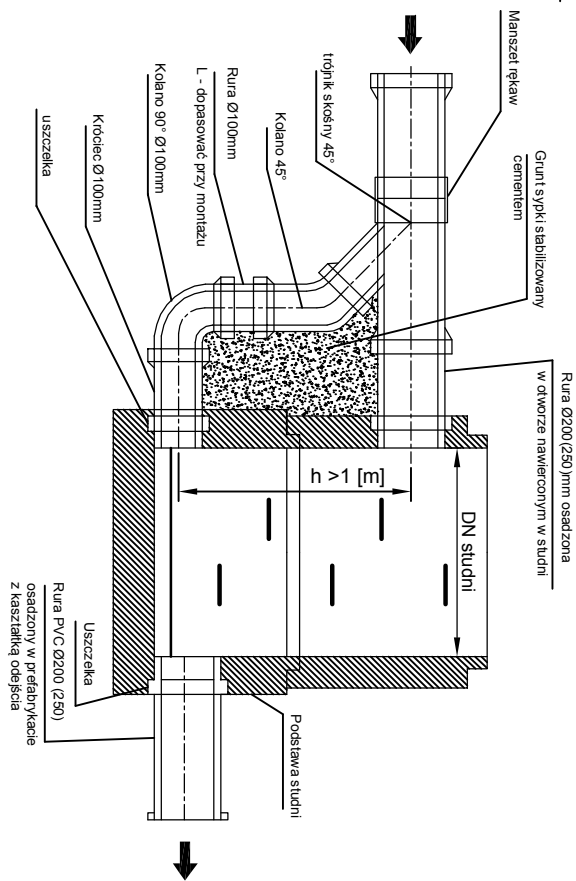 Manszet rękaw
Grunt sypki stabilizowany
cementem
Rura Ø200(250)mm osadzona
w otworze nawierconym w studni
trójnik skośny 45°
Kolano 45°
Rura Ø100mm
L - dopasować przy montażu
Kolano 90° Ø100mm
Króciec Ø100mm
uszczelka
h >1 [m]
DN studni
Podstawa studni
Uszczelka
Rura PVC Ø200 (250)
osadzony w prefabrykacie
z kaształtką odejścia